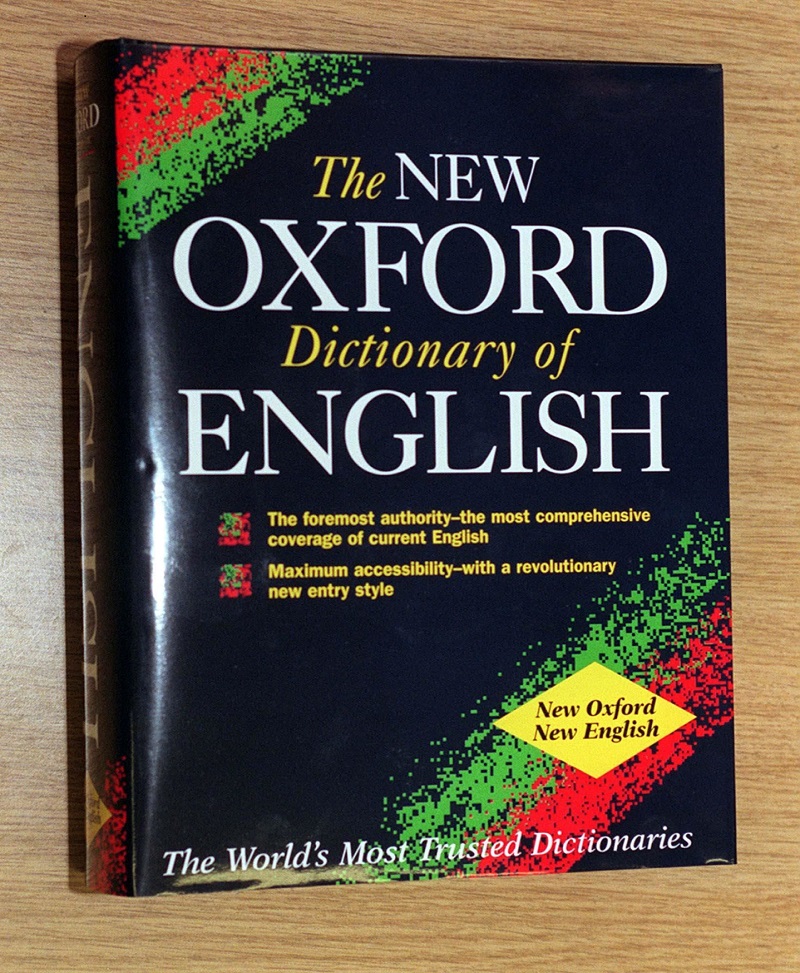 The NEW
OXFORD
Dictionary of
ENGLISH
The foremost authority–the most comprehensive
coverage of current English
Maximum accessibility–with a revolutionary
new entry style
New Oxford
New English
The World's Most Trusted Dictionaries
ENGLISH